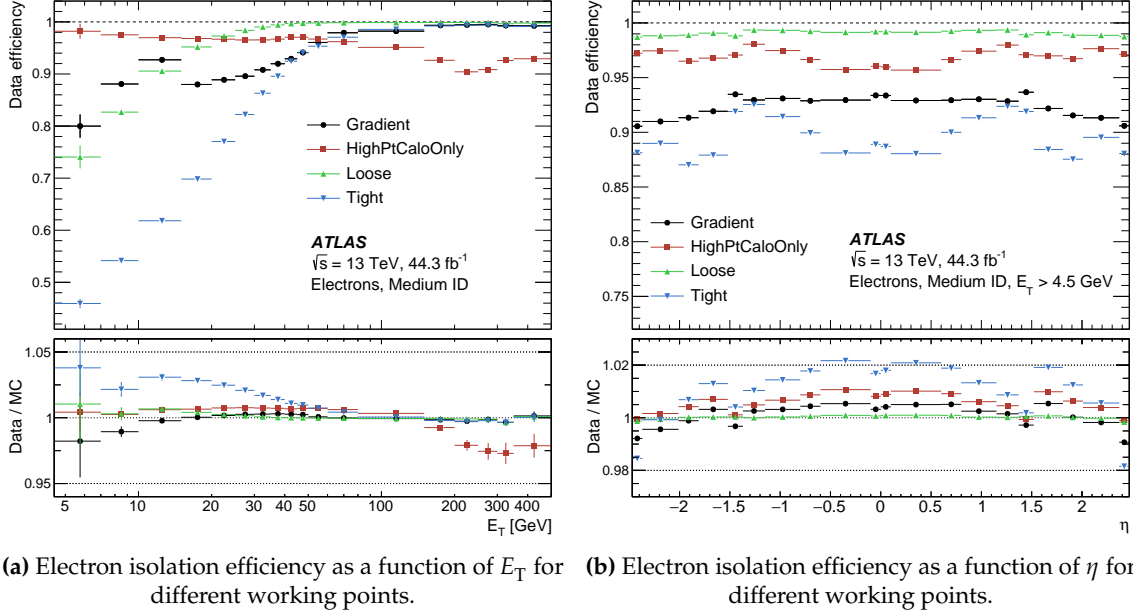 Data efficiency
1
0.9
0.8
0.7
0.6
0.5
Gradient
HighPtCaloOnly
Loose
Tight
ATLAS
√s = 13 TeV, 44.3 fb⁻¹
Electrons, Medium ID
Data / MC
1.05
1
0.95
5 6 7 8 10 20 30 40 50 100 200 300 400
E_T [GeV]
Data efficiency
1
0.95
0.9
0.85
0.8
0.75
Gradient
HighPtCaloOnly
Loose
Tight
ATLAS
√s = 13 TeV, 44.3 fb⁻¹
Electrons, Medium ID, E_T > 4.5 GeV
Data / MC
1.02
1
0.98
−2 −1.5 −1 −0.5 0 0.5 1 1.5 2
η
(a) Electron isolation efficiency as a function of E_T for
different working points.
(b) Electron isolation efficiency as a function of η for
different working points.